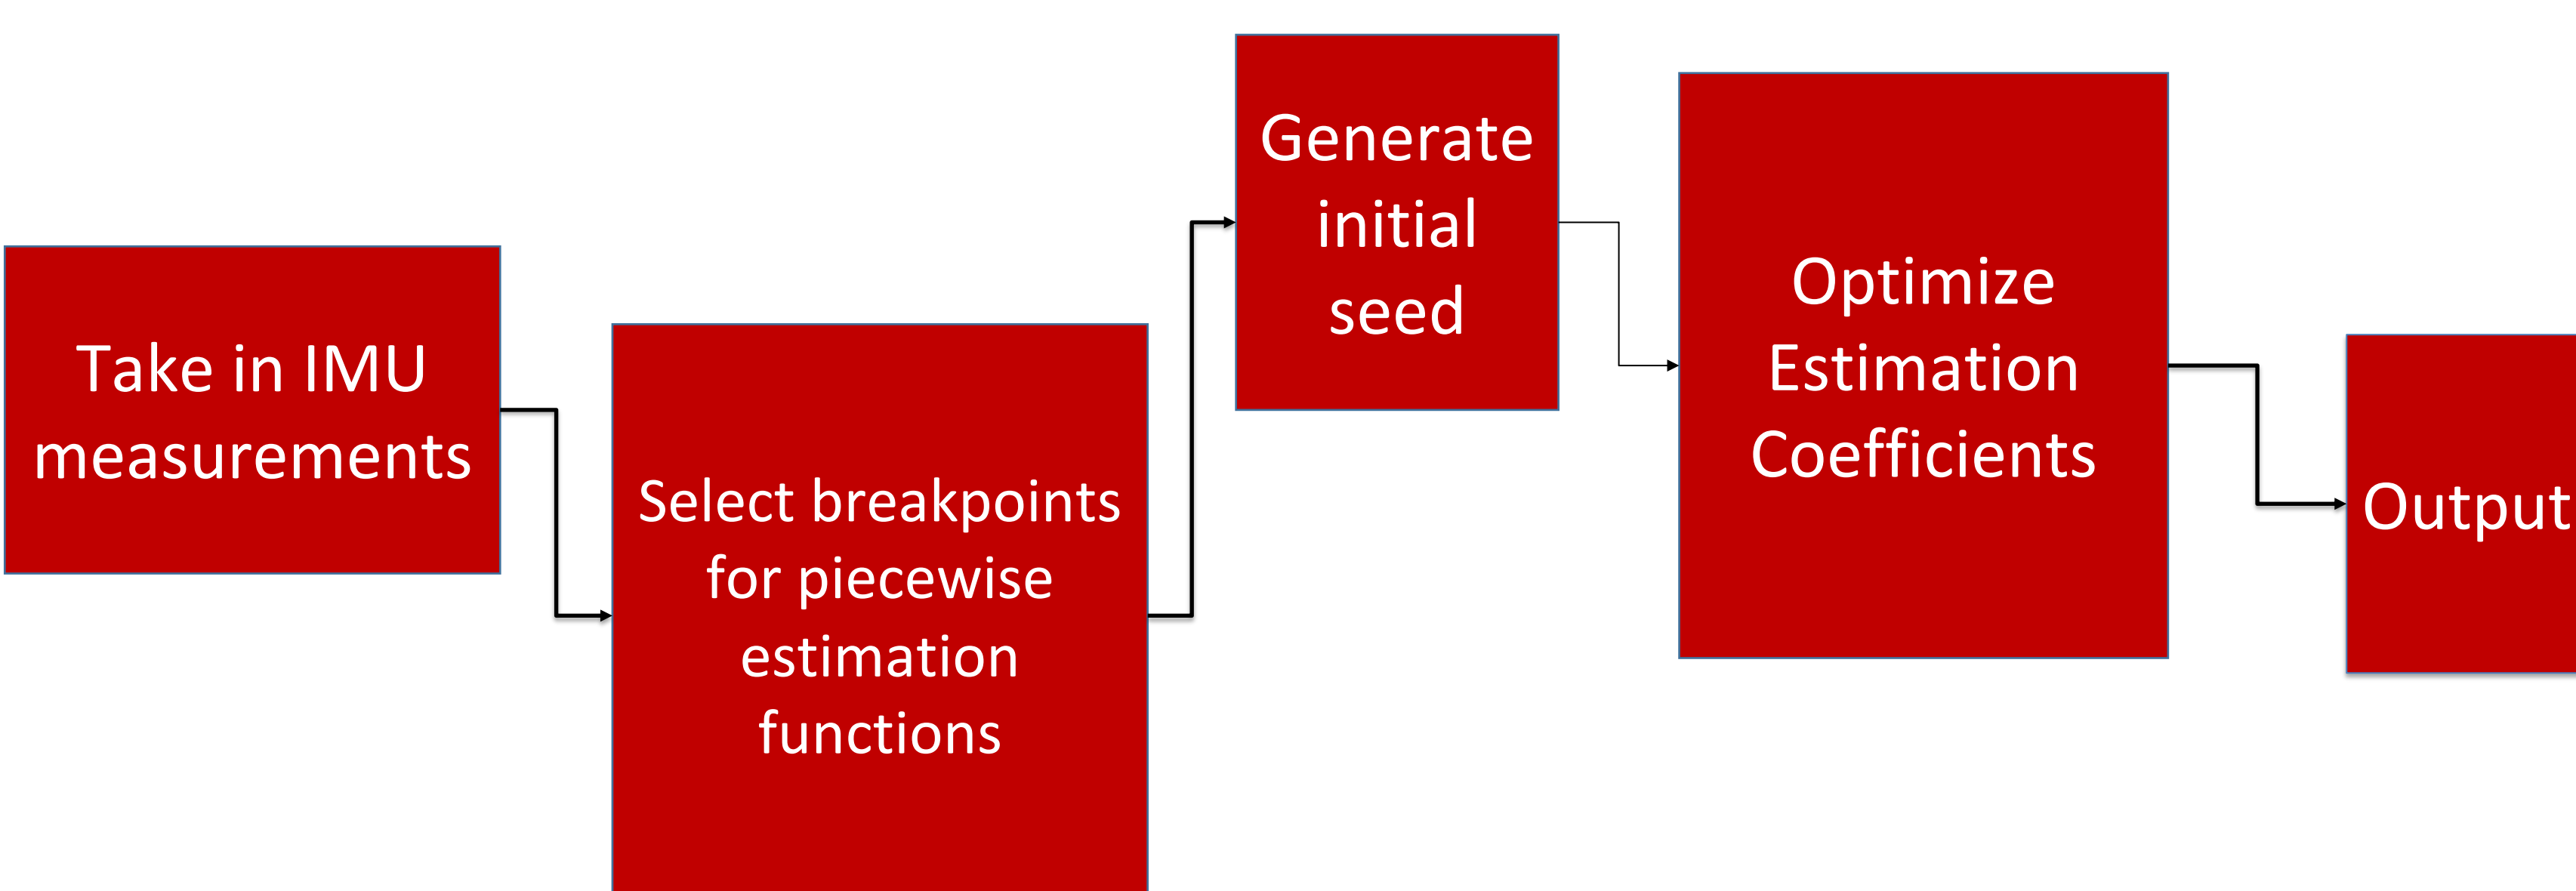 Take in IMU
measurements
Select breakpoints
for piecewise
estimation
functions
Generate
initial
seed
Optimize
Estimation
Coefficients
Output